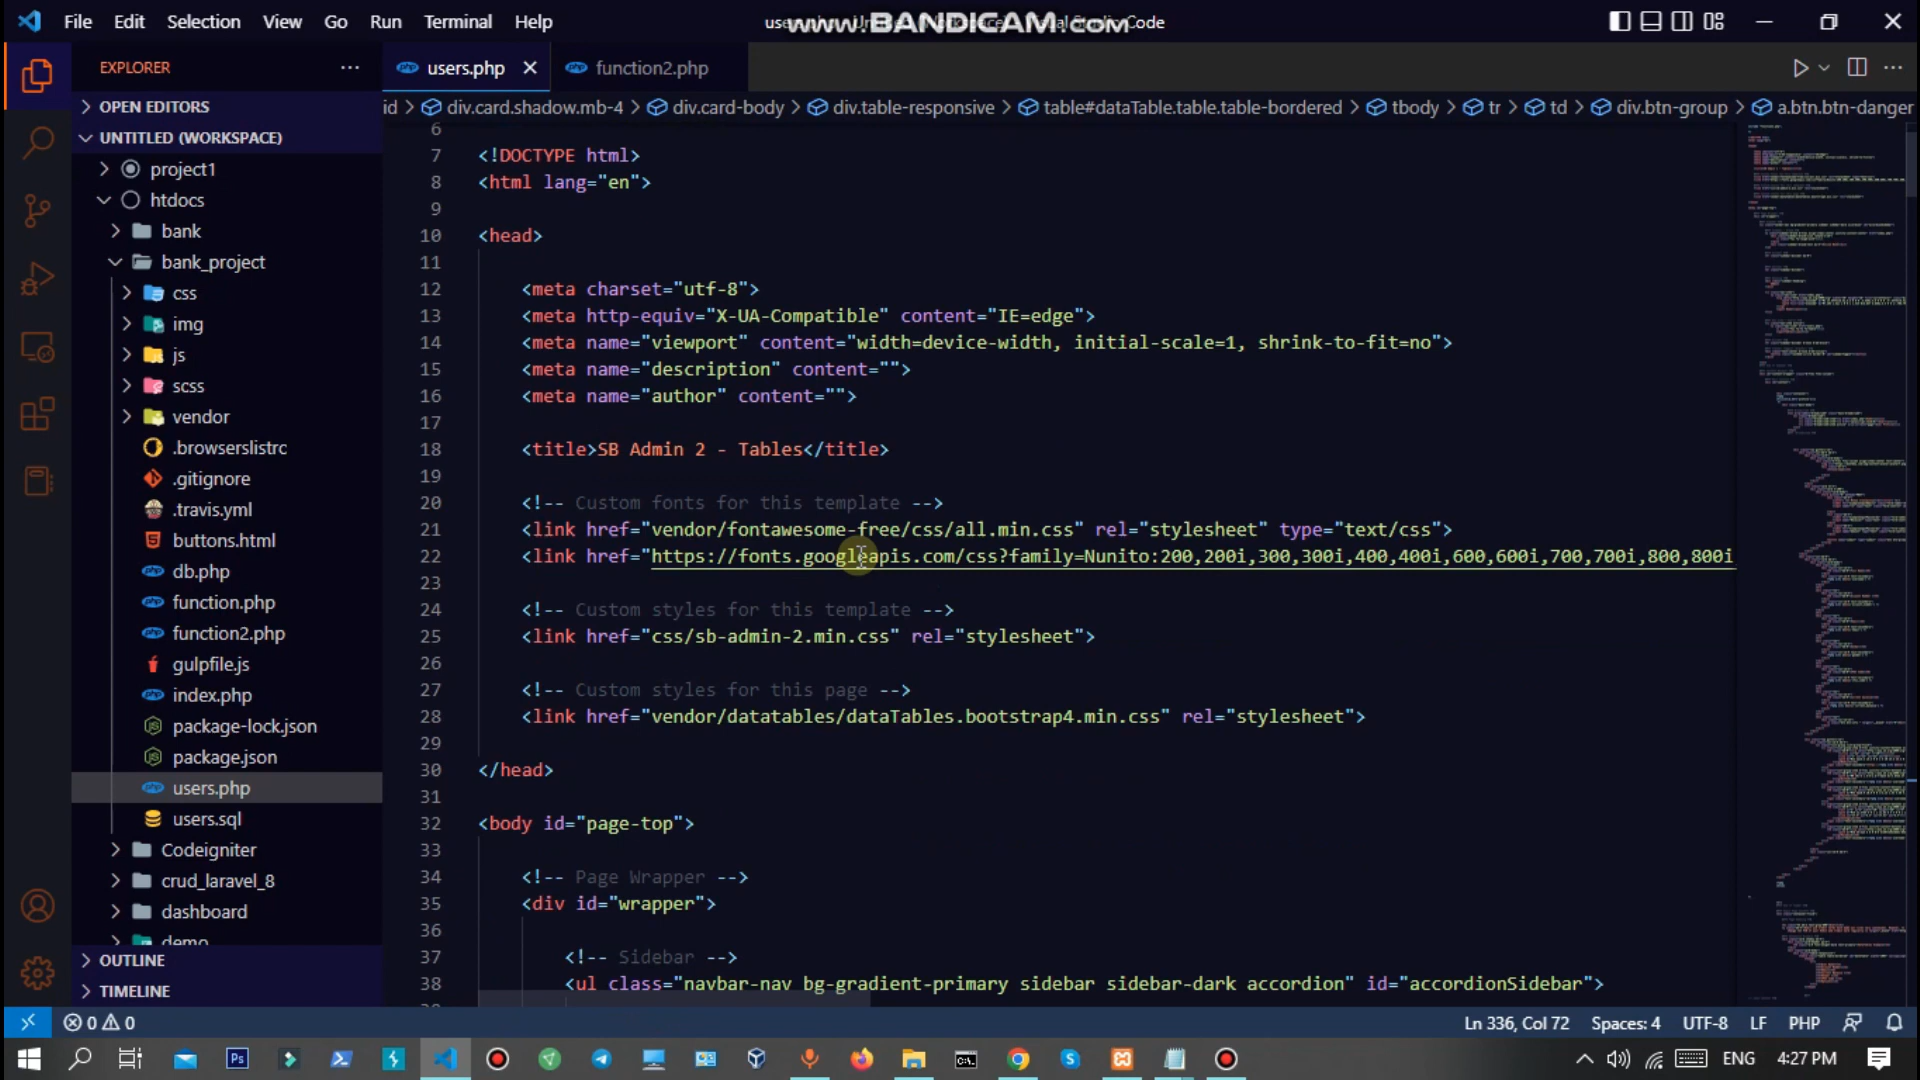 File Edit Selection View Go Run Terminal Help
www.BANDICAM.com
Code
EXPLORER
users.php
function2.php
OPEN EDITORS
UNTITLED (WORKSPACE)
project1
htdocs
bank
bank_project
css
img
js
scss
vendor
.browserslistrc
.gitignore
.travis.yml
buttons.html
db.php
function.php
function2.php
gulpfile.js
index.php
package-lock.json
package.json
users.php
users.sql
Codeigniter
crud_laravel_8
dashboard
demo
OUTLINE
TIMELINE
id > div.card.shadow.mb-4 > div.card-body > div.table-responsive > table#dataTable.table.table-bordered > tbody > tr > td > div.btn-group > a.btn.btn-danger
6
7 <!DOCTYPE html>
8 <html lang="en">
9
10 <head>
11
12 <meta charset="utf-8">
13 <meta http-equiv="X-UA-Compatible" content="IE=edge">
14 <meta name="viewport" content="width=device-width, initial-scale=1, shrink-to-fit=no">
15 <meta name="description" content="">
16 <meta name="author" content="">
17
18 <title>SB Admin 2 - Tables</title>
19
20 <!-- Custom fonts for this template -->
21 <link href="vendor/fontawesome-free/css/all.min.css" rel="stylesheet" type="text/css">
22 <link href="https://fonts.googleapis.com/css?family=Nunito:200,200i,300,300i,400,400i,600,600i,700,700i,800,800i
23
24 <!-- Custom styles for this template -->
25 <link href="css/sb-admin-2.min.css" rel="stylesheet">
26
27 <!-- Custom styles for this page -->
28 <link href="vendor/datatables/dataTables.bootstrap4.min.css" rel="stylesheet">
29
30 </head>
31
32 <body id="page-top">
33
34 <!-- Page Wrapper -->
35 <div id="wrapper">
36
37 <!-- Sidebar -->
38 <ul class="navbar-nav bg-gradient-primary sidebar sidebar-dark accordion" id="accordionSidebar">
0 0
Ln 336, Col 72 Spaces: 4 UTF-8 LF PHP
ENG 4:27 PM